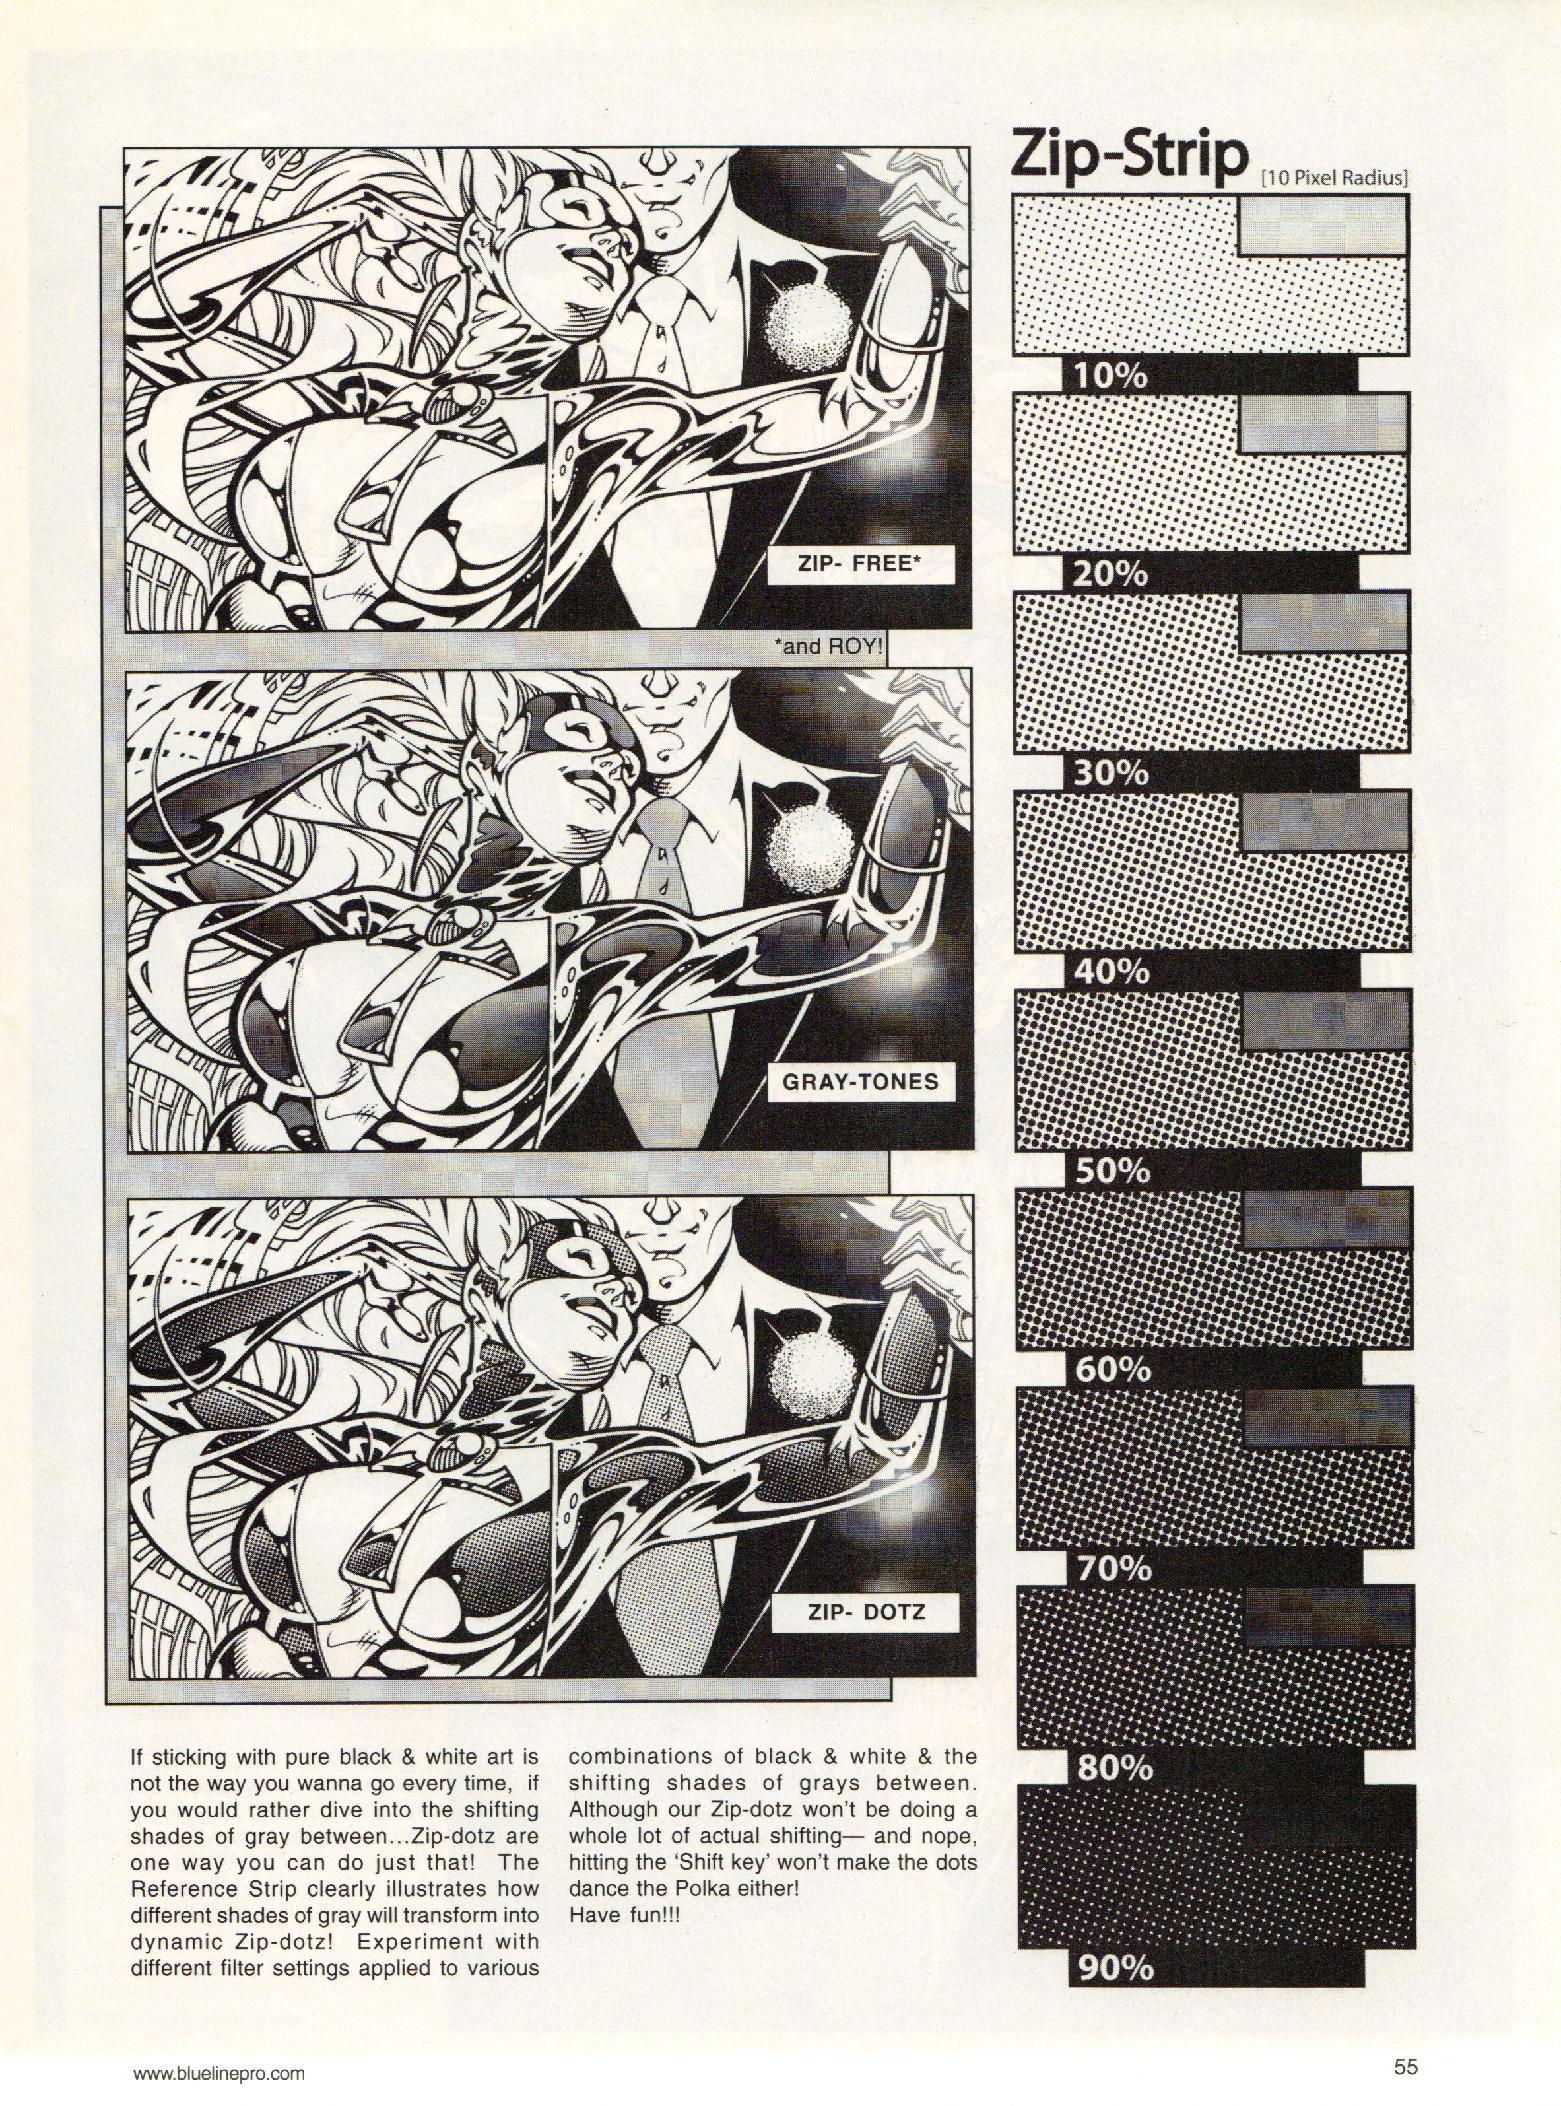 Zip-Strip
[10 Pixel Radius]
10%
20%
30%
40%
50%
60%
70%
80%
90%
ZIP- FREE*
*and ROY!
GRAY-TONES
ZIP- DOTZ
If sticking with pure black & white art is
not the way you wanna go every time, if
you would rather dive into the shifting
shades of gray between...Zip-dotz are
one way you can do just that! The
Reference Strip clearly illustrates how
different shades of gray will transform into
dynamic Zip-dotz! Experiment with
different filter settings applied to various
combinations of black & white & the
shifting shades of grays between.
Although our Zip-dotz won't be doing a
whole lot of actual shifting— and nope,
hitting the ‘Shift key’ won't make the dots
dance the Polka either!
Have fun!!!
www.bluelinepro.com
55